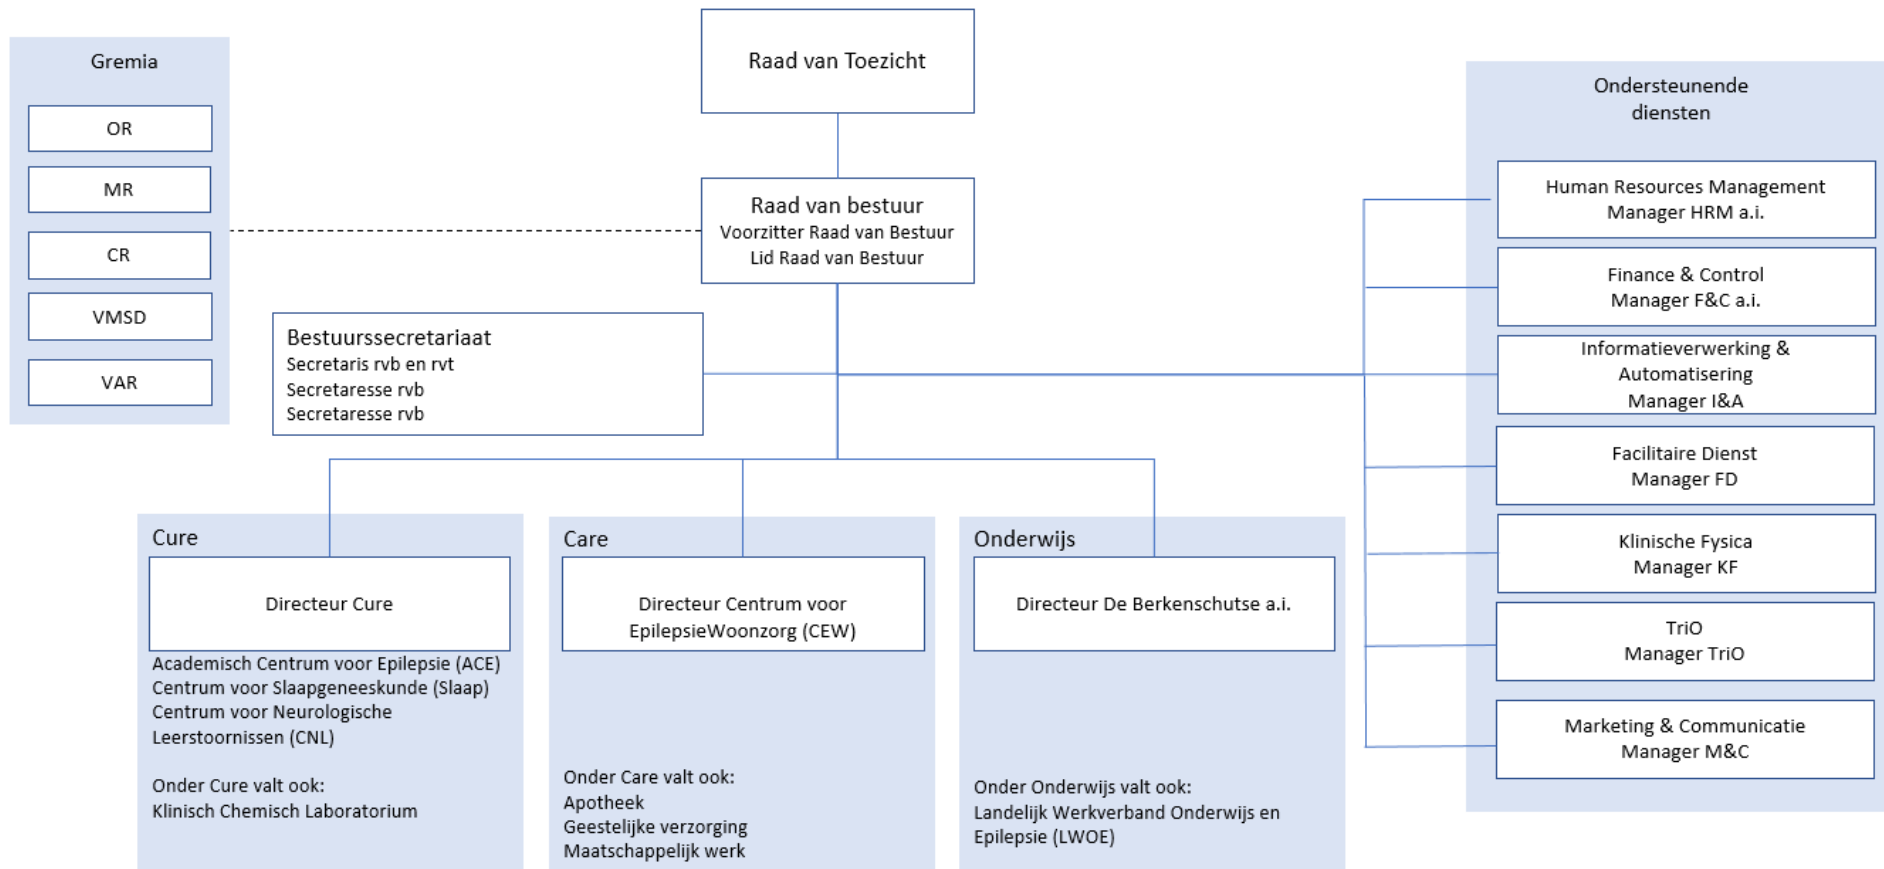 Raad van Toezicht
Gremia
OR
MR
CR
VMSD
VAR
Raad van bestuur
Voorzitter Raad van Bestuur
Lid Raad van Bestuur
Bestuurssecretariaat
Secretaris rvb en rvt
Secretaresse rvb
Secretaresse rvb
Ondersteunende
diensten
Human Resources Management
Manager HRM a.i.
Finance & Control
Manager F&C a.i.
Informatieverwerking &
Automatisering
Manager I&A
Facilitaire Dienst
Manager FD
Klinische Fysica
Manager KF
TriO
Manager TriO
Marketing & Communicatie
Manager M&C
Cure
Directeur Cure
Academisch Centrum voor Epilepsie (ACE)
Centrum voor Slaapgeneeskunde (Slaap)
Centrum voor Neurologische
Leerstoornissen (CNL)
Onder Cure valt ook:
Klinisch Chemisch Laboratorium
Care
Directeur Centrum voor
EpilepsieWoonzorg (CEW)
Onder Care valt ook:
Apotheek
Geestelijke verzorging
Maatschappelijk werk
Onderwijs
Directeur De Berkenschutse a.i.
Onder Onderwijs valt ook:
Landelijk Werkverband Onderwijs en
Epilepsie (LWOE)